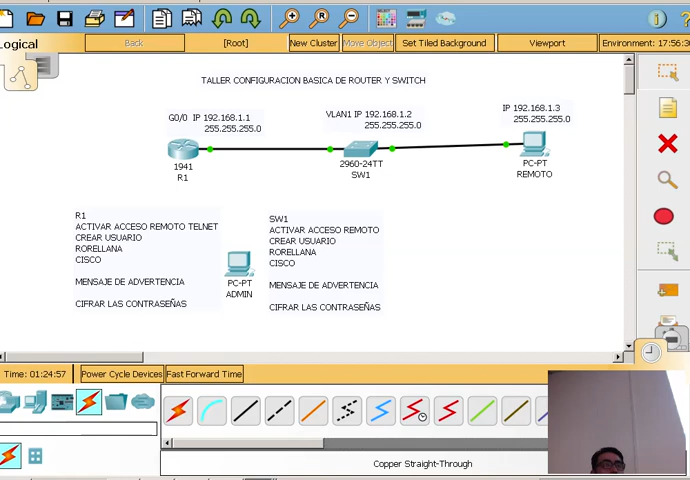 Logical
Back
[Root]
New Cluster
Move Object
Set Tiled Background
Viewport
Environment: 17:56:3
TALLER CONFIGURACION BASICA DE ROUTER Y SWITCH
G0/0 IP 192.168.1.1
255.255.255.0
VLAN1 IP 192.168.1.2
255.255.255.0
IP 192.168.1.3
255.255.255.0
1941
R1
2960-24TT
SW1
PC-PT
REMOTO
R1
ACTIVAR ACCESO REMOTO TELNET
CREAR USUARIO
RORELLANA
CISCO
MENSAJE DE ADVERTENCIA
CIFRAR LAS CONTRASEÑAS
PC-PT
ADMIN
SW1
ACTIVAR ACCESO REMOTO
CREAR USUARIO
RORELLANA
CISCO
MENSAJE DE ADVERTENCIA
CIFRAR LAS CONTRASEÑAS
Time: 01:24:57
Power Cycle Devices
Fast Forward Time
Copper Straight-Through